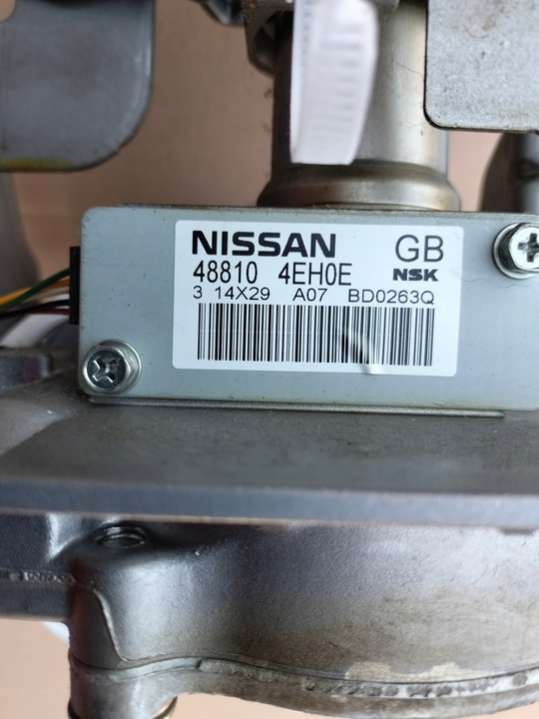 NISSAN GB
48810 4EH0E NSK
3 14X29 A07 BD0263Q